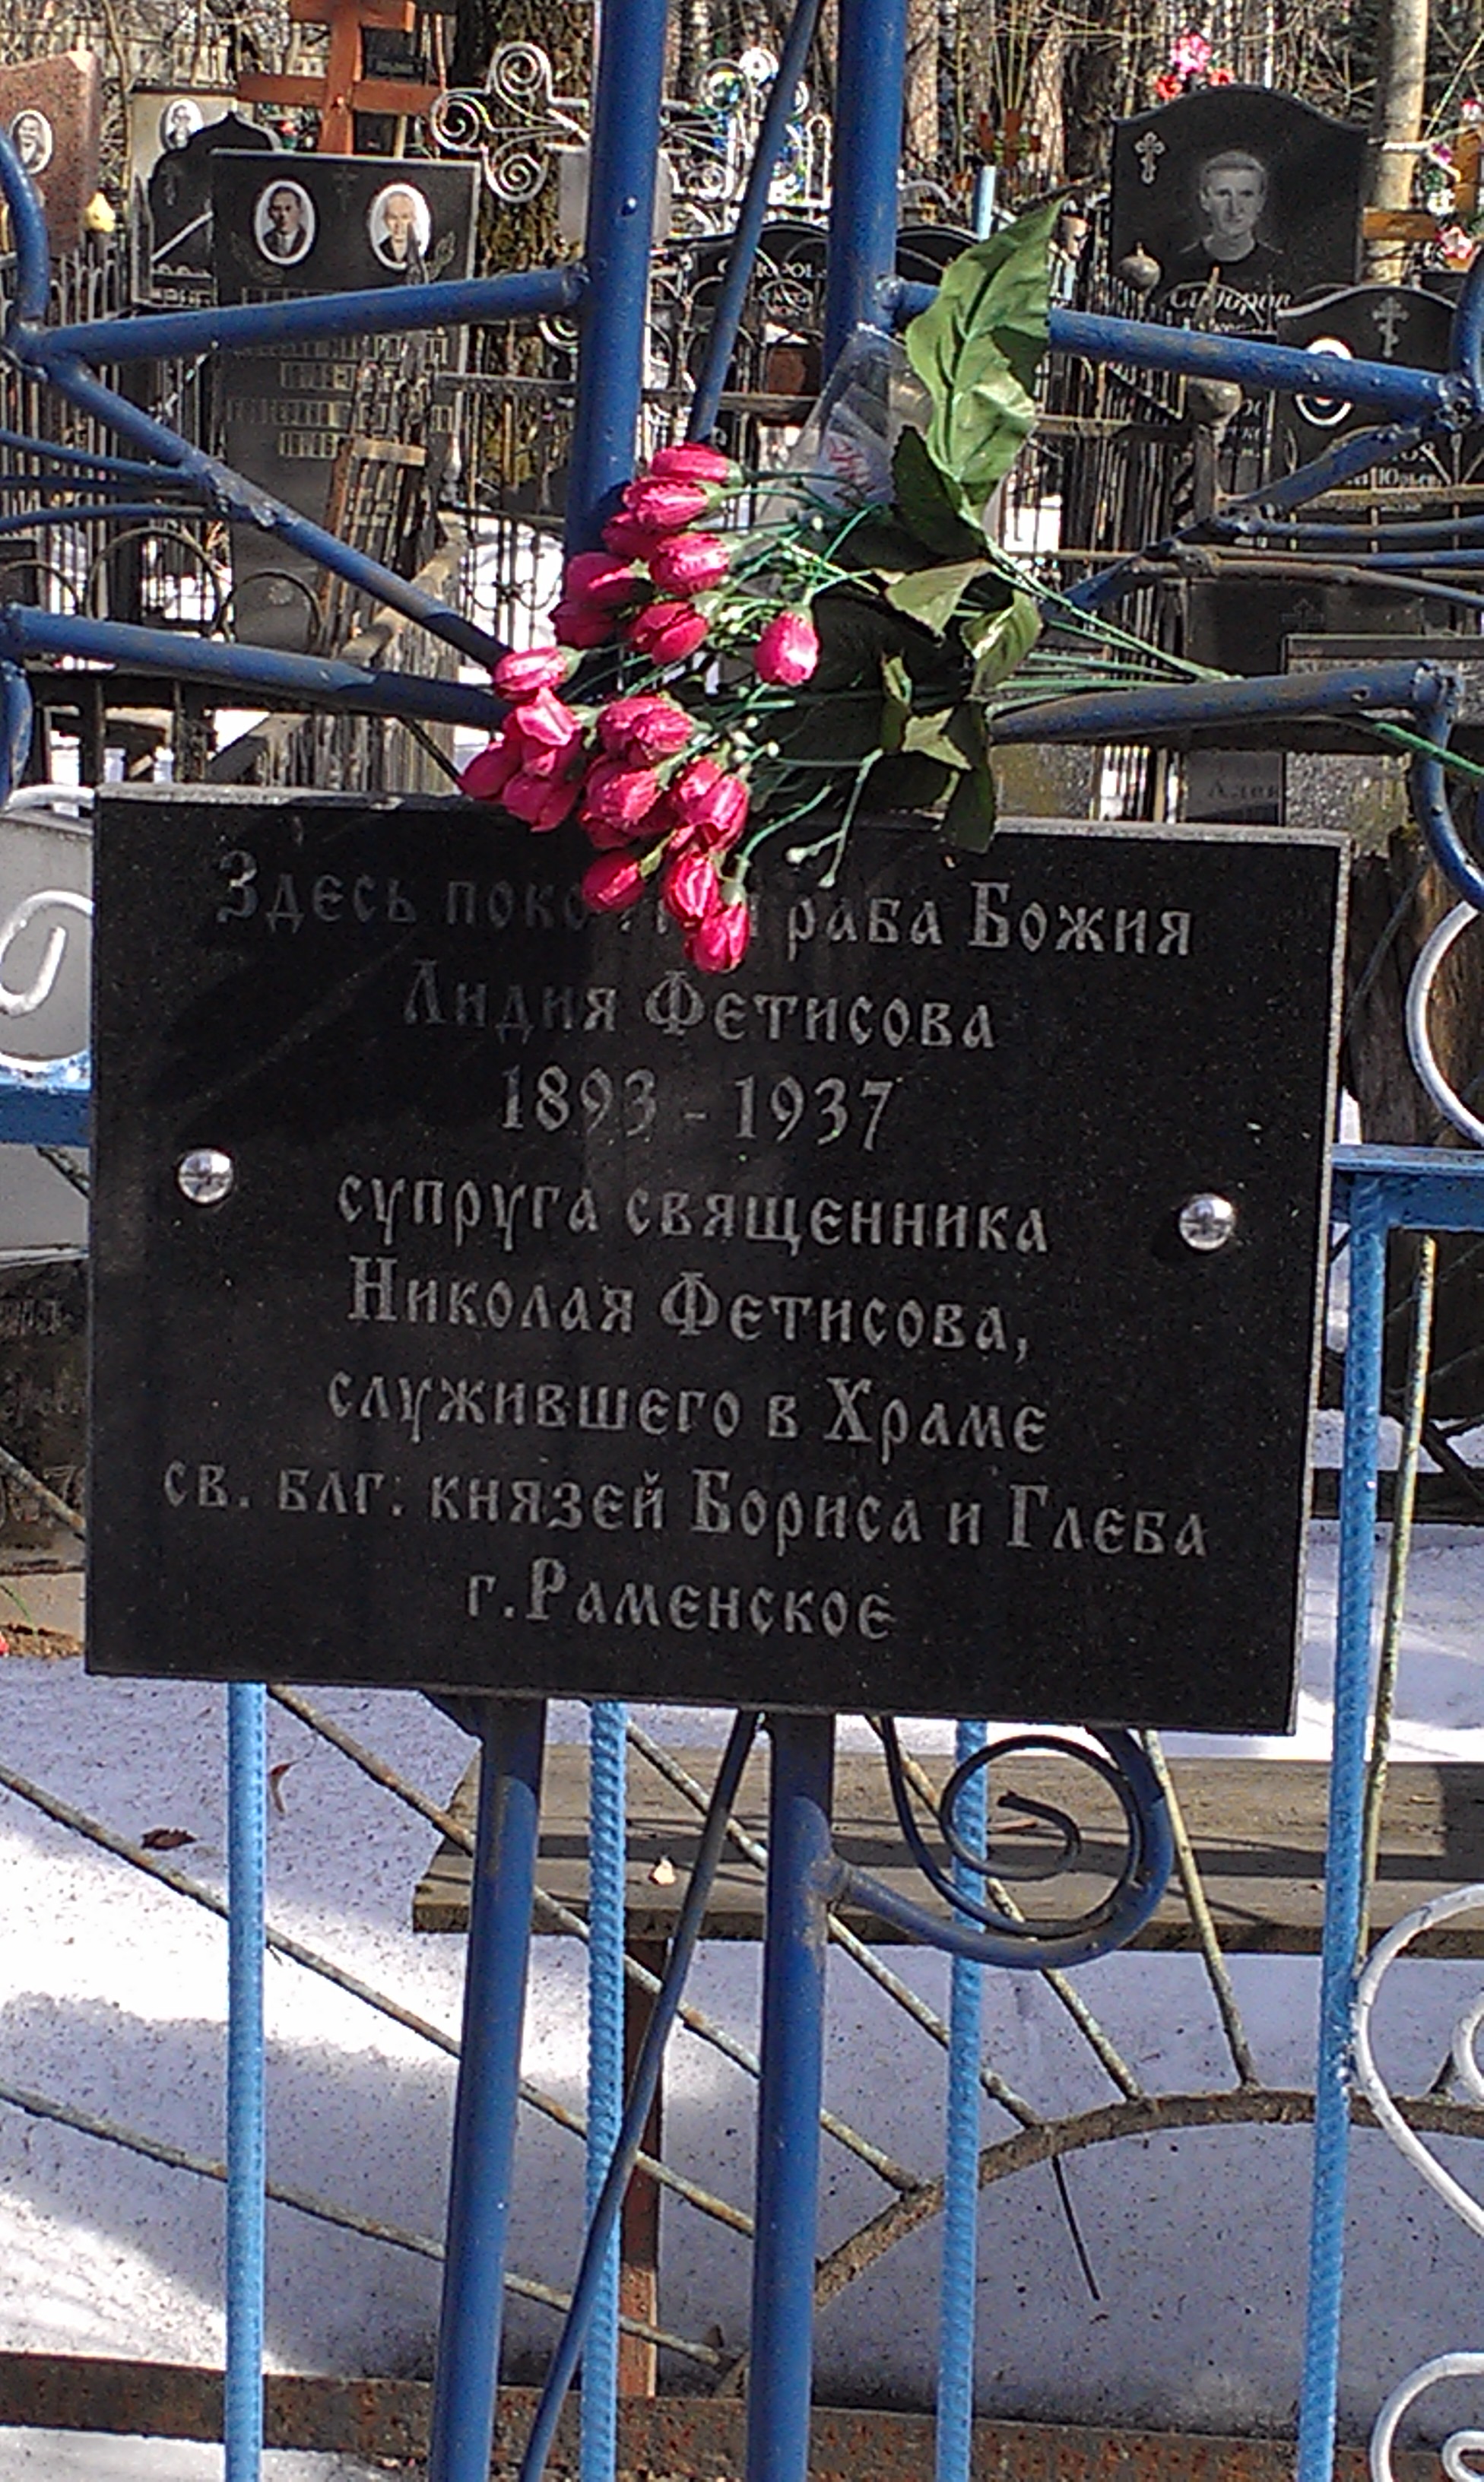 Сидоров
Здесь раба Божия
Лидия Фетисова
1893 - 1937
супруга священника
Николая Фетисова,
служившего в Храме
св. блг. князей Бориса и Глеба
г.Раменское